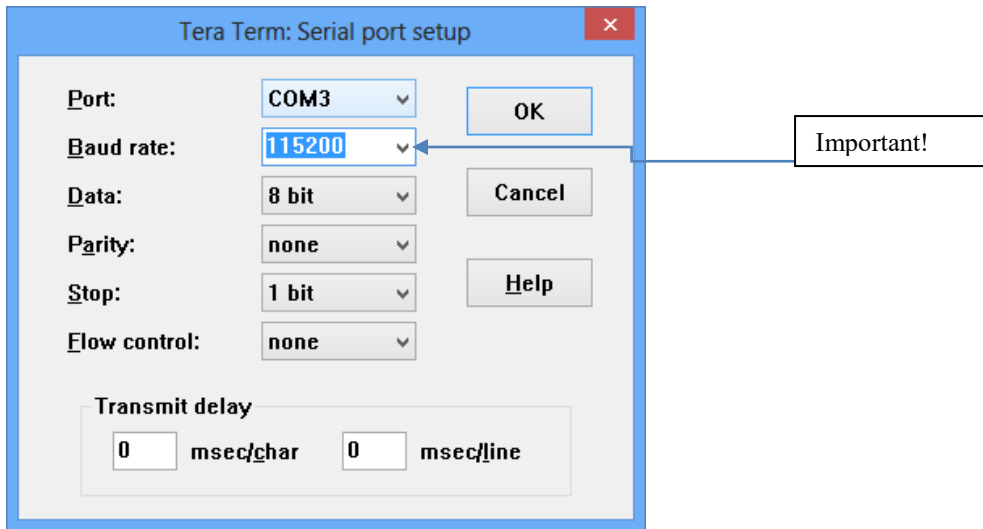 Tera Term: Serial port setup
Port: COM3
OK
Baud rate: 115200
Important!
Data: 8 bit
Cancel
Parity: none
Stop: 1 bit
Help
Flow control: none
Transmit delay
0 msec/char 0 msec/line